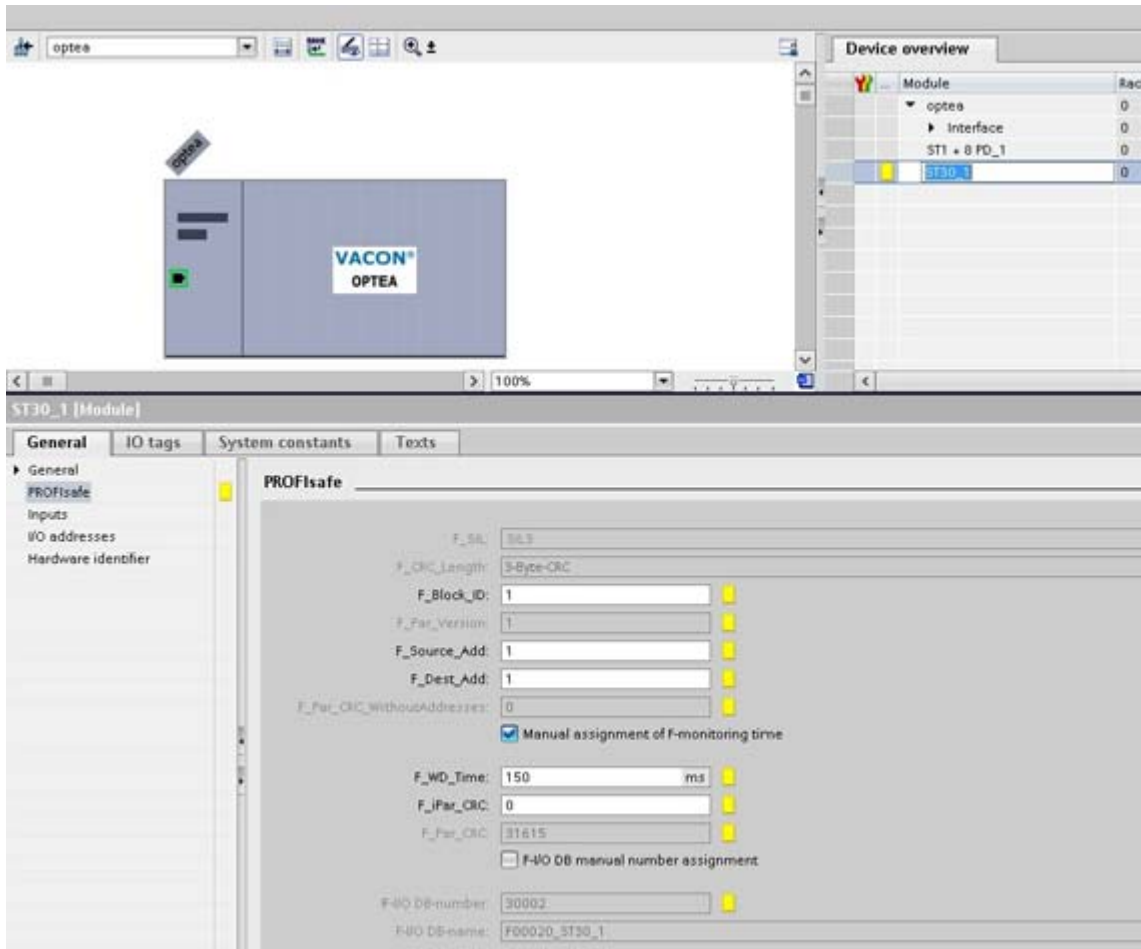 optea
Device overview
... Module Rac
optea 0
Interface 0
ST1 + 8 PD_1 0
ST30_1 0
optea
VACON®
OPTEA
100%
ST30_1 [Module]
General IO tags System constants Texts
General
PROFIsafe
Inputs
I/O addresses
Hardware identifier
PROFIsafe
F_SIL: SIL3
F_CRC_Length: 3-Byte-CRC
F_Block_ID: 1
F_Par_Version: 1
F_Source_Add: 1
F_Dest_Add: 1
F_Par_CRC_WithoutAddresses: 0
Manual assignment of F-monitoring time
F_WD_Time: 150 ms
F_iPar_CRC: 0
F_Par_CRC: 31615
F-I/O DB manual number assignment
F-I/O DB-number: 30002
F-I/O DB-name: F00020_ST30_1